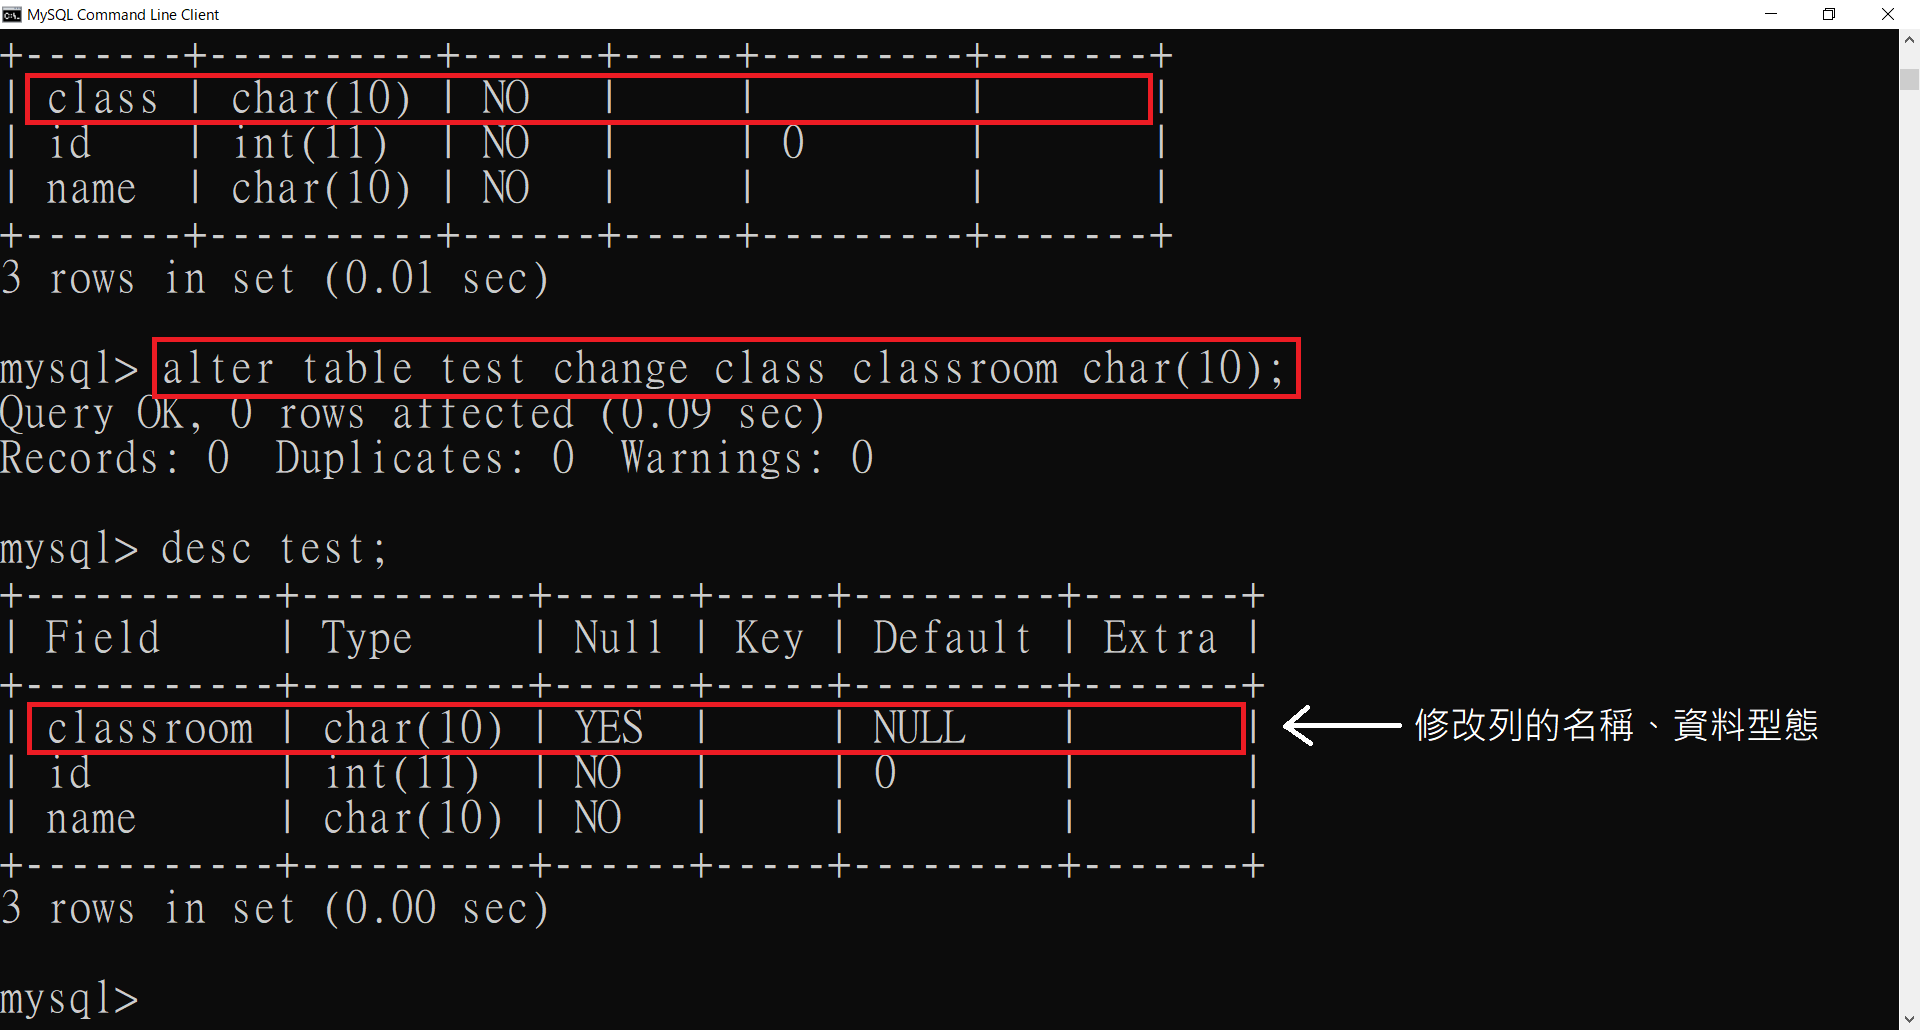 MySQL Command Line Client
+-------+----------+------+-----+---------+-------+
| class | char(10) | NO   |     |         |       |
| id    | int(11)  | NO   |     | 0       |       |
| name  | char(10) | NO   |     |         |       |
+-------+----------+------+-----+---------+-------+
3 rows in set (0.01 sec)
mysql> alter table test change class classroom char(10);
Query OK, 0 rows affected (0.09 sec)
Records: 0  Duplicates: 0  Warnings: 0
mysql> desc test;
+-----------+----------+------+-----+---------+-------+
| Field     | Type     | Null | Key | Default | Extra |
+-----------+----------+------+-----+---------+-------+
| classroom | char(10) | YES  |     | NULL    |       | 修改列的名稱、資料型態
| id        | int(11)  | NO   |     | 0       |       |
| name      | char(10) | NO   |     |         |       |
+-----------+----------+------+-----+---------+-------+
3 rows in set (0.00 sec)
mysql>